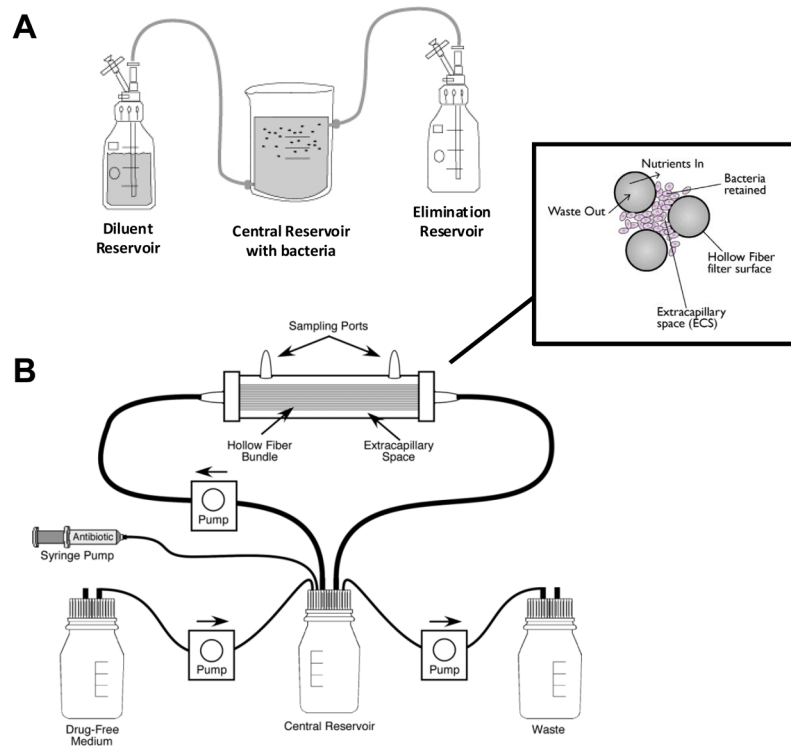 A
Diluent
Reservoir
Central Reservoir
with bacteria
Elimination
Reservoir
Nutrients In
Waste Out
Bacteria
retained
Hollow Fiber
filter surface
Extracapillary
space (ECS)
B
Sampling Ports
Hollow Fiber
Bundle
Extracapillary
Space
Pump
Antibiotic
Syringe Pump
Pump
Pump
Drug-Free
Medium
Central Reservoir
Waste